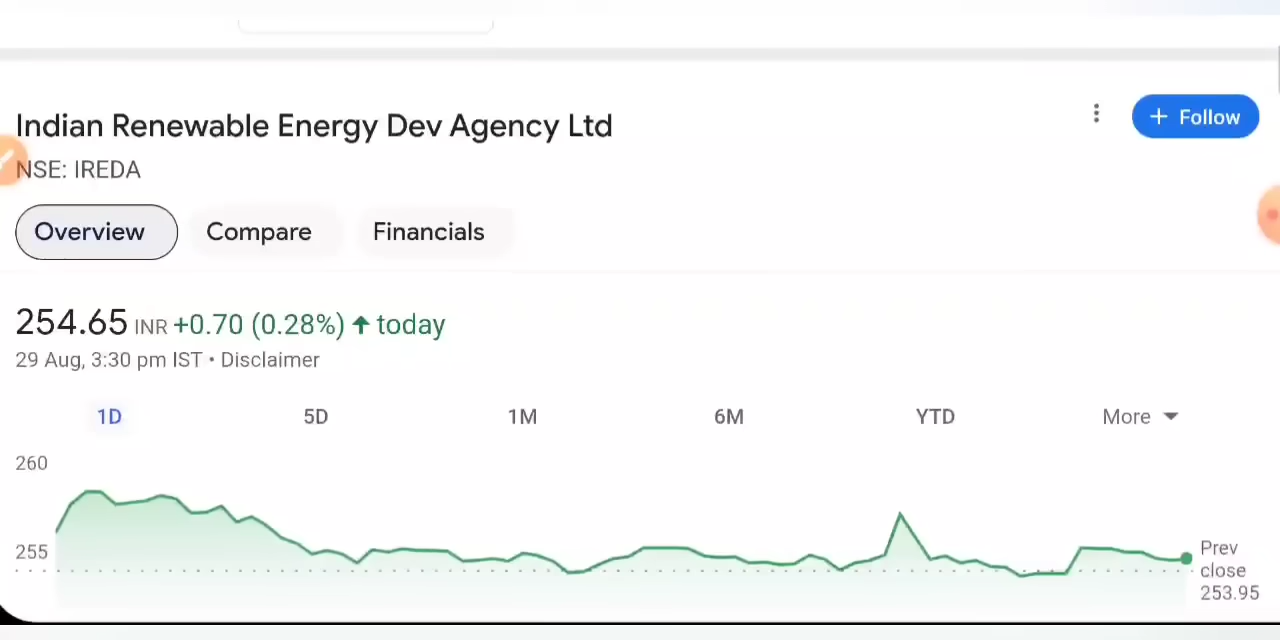 Indian Renewable Energy Dev Agency Ltd
+ Follow
NSE: IREDA
Overview Compare Financials
254.65 INR +0.70 (0.28%) ↑ today
29 Aug, 3:30 pm IST • Disclaimer
1D 5D 1M 6M YTD More
260
255
Prev
close
253.95